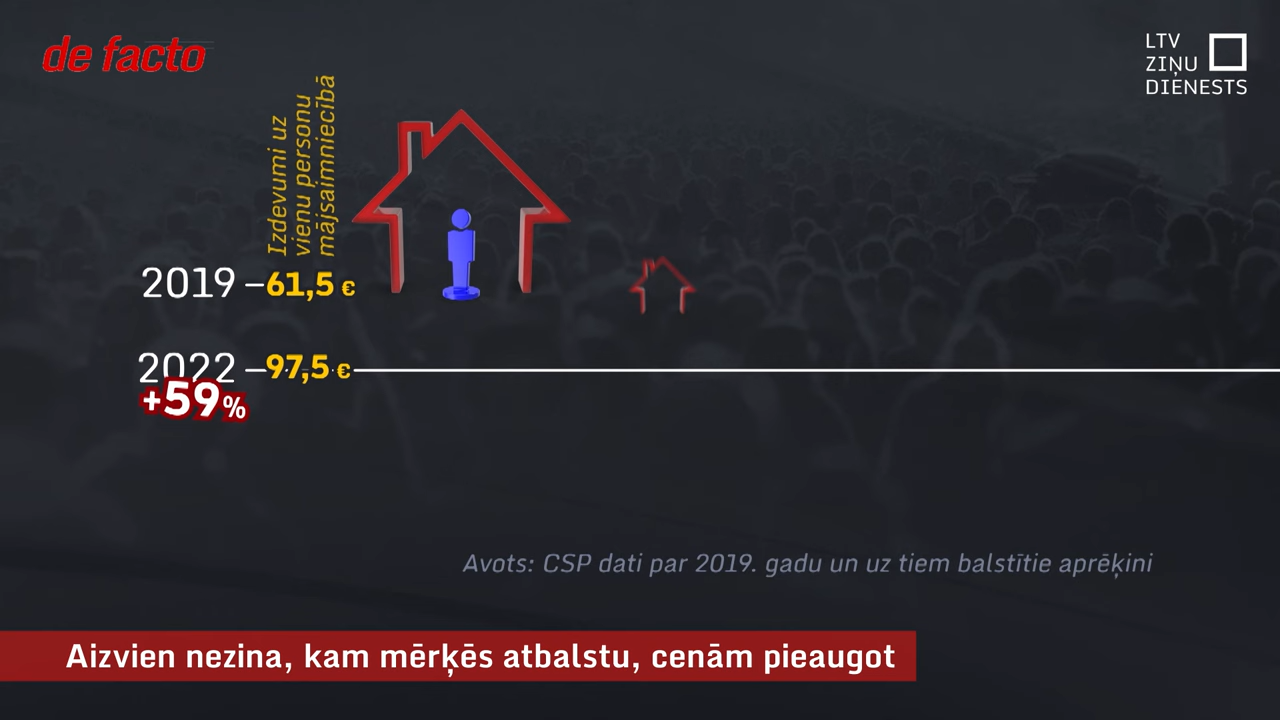 de facto
LTV
ZIŅU
DIENESTS
Izdevumi uz
vienu personu
mājsaimniecībā
2019 – 61,5 €
2022 – 97,5 €
+59%
Avots: CSP dati par 2019. gadu un uz tiem balstītie aprēķini
Aizvien nezina, kam mērķēs atbalstu, cenām pieaugot